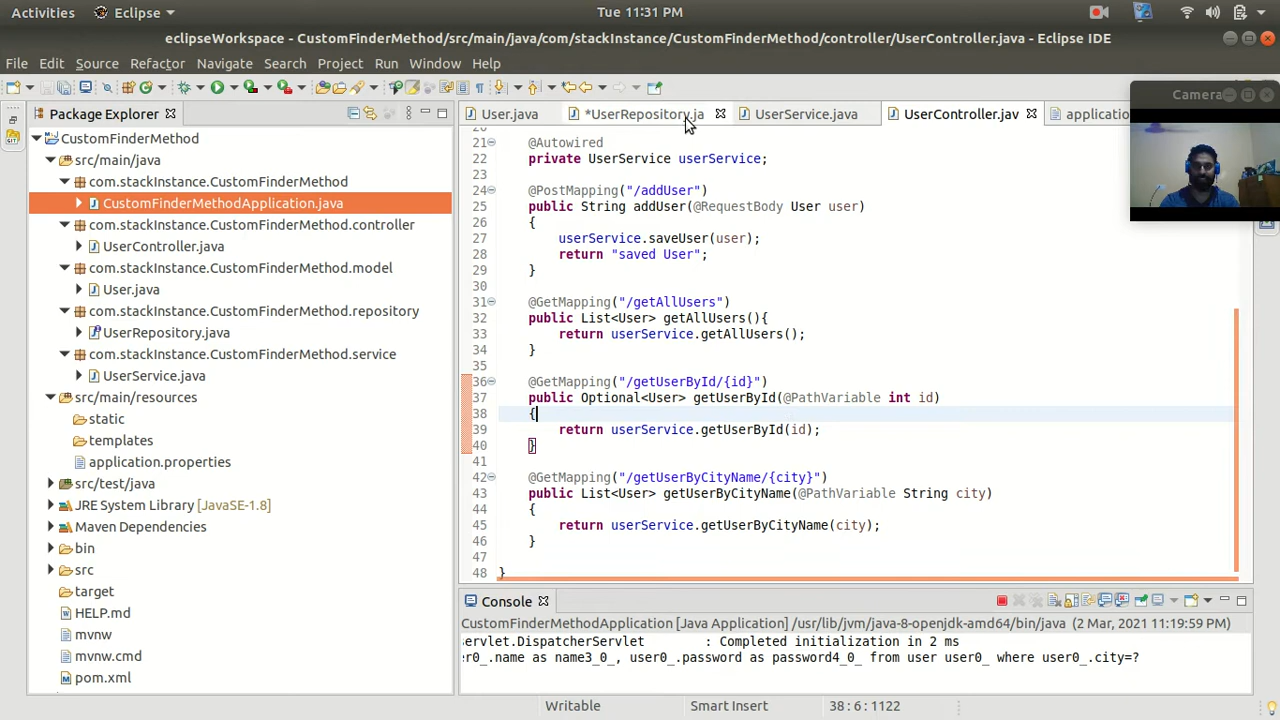 Activities Eclipse Tue 11:31 PM
eclipseWorkspace - CustomFinderMethod/src/main/java/com/stackInstance/CustomFinderMethod/controller/UserController.java - Eclipse IDE
File Edit Source Refactor Navigate Search Project Run Window Help
Package Explorer
CustomFinderMethod
src/main/java
com.stackInstance.CustomFinderMethod
CustomFinderMethodApplication.java
com.stackInstance.CustomFinderMethod.controller
UserController.java
com.stackInstance.CustomFinderMethod.model
User.java
com.stackInstance.CustomFinderMethod.repository
UserRepository.java
com.stackInstance.CustomFinderMethod.service
UserService.java
src/main/resources
static
templates
application.properties
src/test/java
JRE System Library [JavaSE-1.8]
Maven Dependencies
bin
src
target
HELP.md
mvnw
mvnw.cmd
pom.xml
User.java *UserRepository.ja UserService.java UserController.jav applicatio
Camera
20
21 @Autowired
22 private UserService userService;
23
24 @PostMapping("/addUser")
25 public String addUser(@RequestBody User user)
26 {
27 userService.saveUser(user);
28 return "saved User";
29 }
30
31 @GetMapping("/getAllUsers")
32 public List<User> getAllUsers(){
33 return userService.getAllUsers();
34 }
35
36 @GetMapping("/getUserById/{id}")
37 public Optional<User> getUserById(@PathVariable int id)
38 {
39 return userService.getUserById(id);
40 }
41
42 @GetMapping("/getUserByCityName/{city}")
43 public List<User> getUserByCityName(@PathVariable String city)
44 {
45 return userService.getUserByCityName(city);
46 }
47
48 }
Console
CustomFinderMethodApplication [Java Application] /usr/lib/jvm/java-8-openjdk-amd64/bin/java (2 Mar, 2021 11:19:59 PM)
servlet.DispatcherServlet : Completed initialization in 2 ms
er0_.name as name3_0_, user0_.password as password4_0_ from user user0_ where user0_.city=?
Writable Smart Insert 38 : 6 : 1122